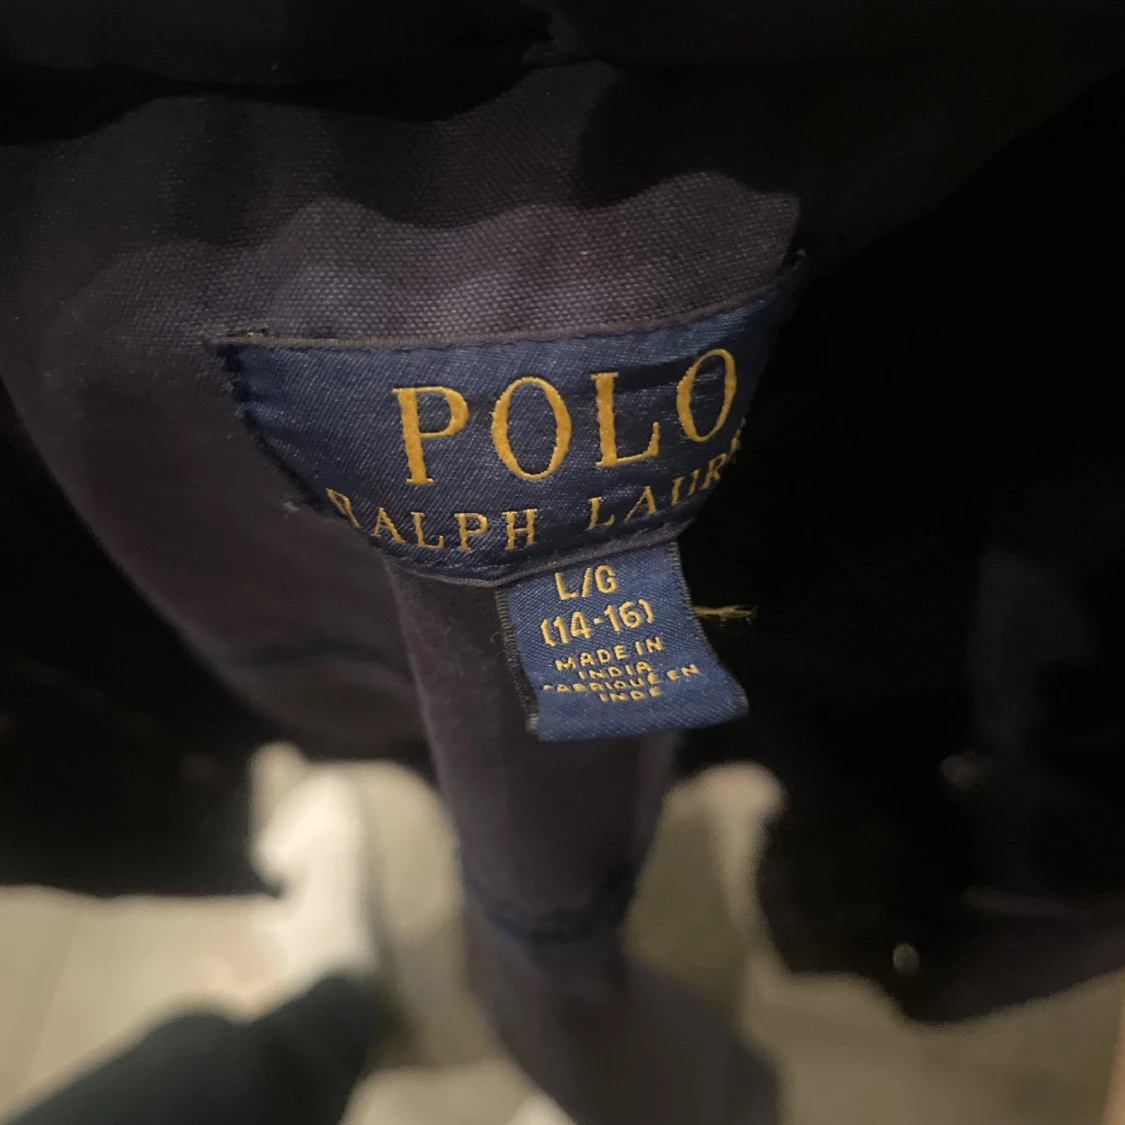 POLO
RALPH LAUR
L/G
(14-16)
MADE IN
INDIA
FABRIQUÉ EN
INDE